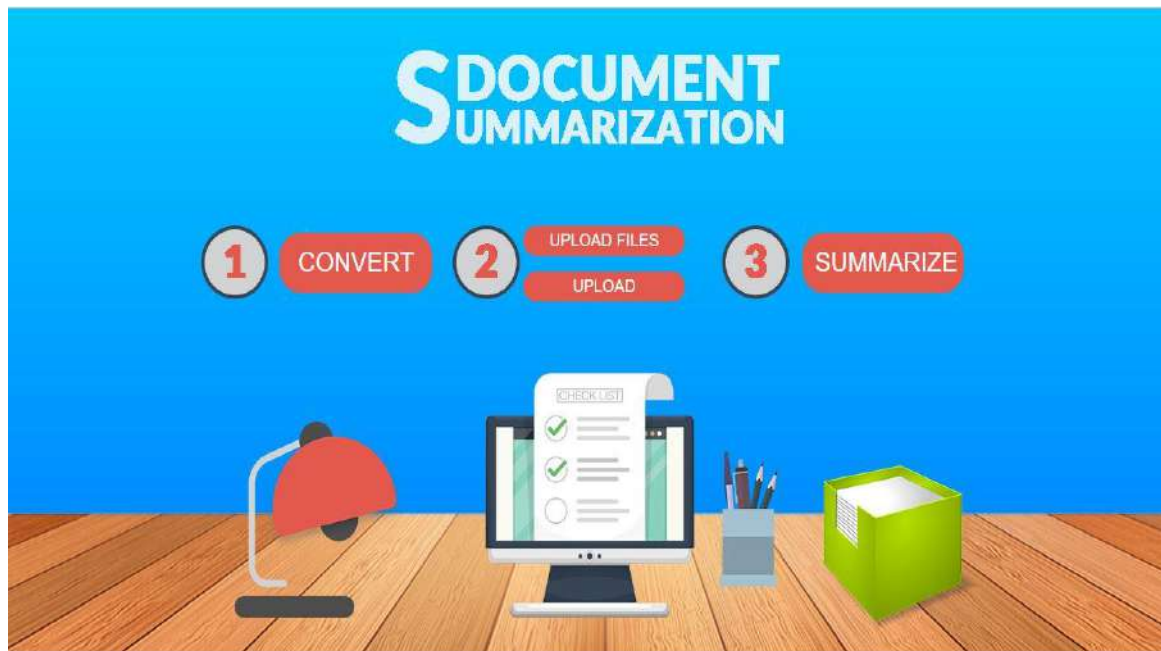 DOCUMENT
SUMMARIZATION
1 CONVERT 2 UPLOAD FILES 3 SUMMARIZE
UPLOAD
CHECK LIST